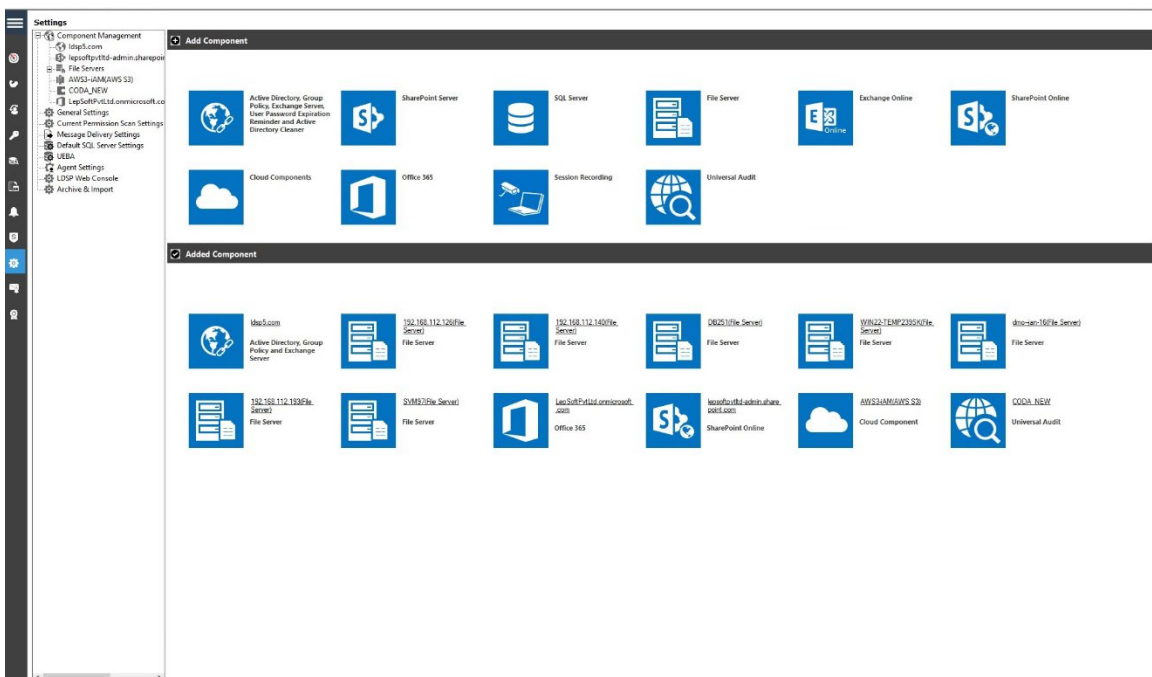 Settings
Component Management
ldsp5.com
lepsoftpvtltd-admin.sharepoin
File Servers
AWS3-iAM(AWS S3)
CODA_NEW
LepSoftPvtLtd.onmicrosoft.co
General Settings
Current Permission Scan Settings
Message Delivery Settings
Default SQL Server Settings
UEBA
Agent Settings
LDSP Web Console
Archive & Import
Add Component
Active Directory, Group
Policy, Exchange Server,
User Password Expiration
Reminder and Active
Directory Cleaner
SharePoint Server
SQL Server
File Server
Exchange Online
Online
SharePoint Online
Cloud Components
Office 365
Session Recording
Universal Audit
Added Component
ldsp5.com
Active Directory, Group
Policy and Exchange
Server
192.168.112.126(File
Server)
File Server
192.168.112.140(File
Server)
File Server
DB251(File Server)
File Server
WIN22-TEMP239SK(File
Server)
File Server
dmo-jan-16(File Server)
File Server
192.168.112.193(File
Server)
File Server
SVM97(File Server)
File Server
LepSoftPvtLtd.onmicrosoft
.com
Office 365
lepsoftpvtltd-admin.share
point.com
SharePoint Online
AWS3-iAM(AWS S3)
Cloud Component
CODA_NEW
Universal Audit